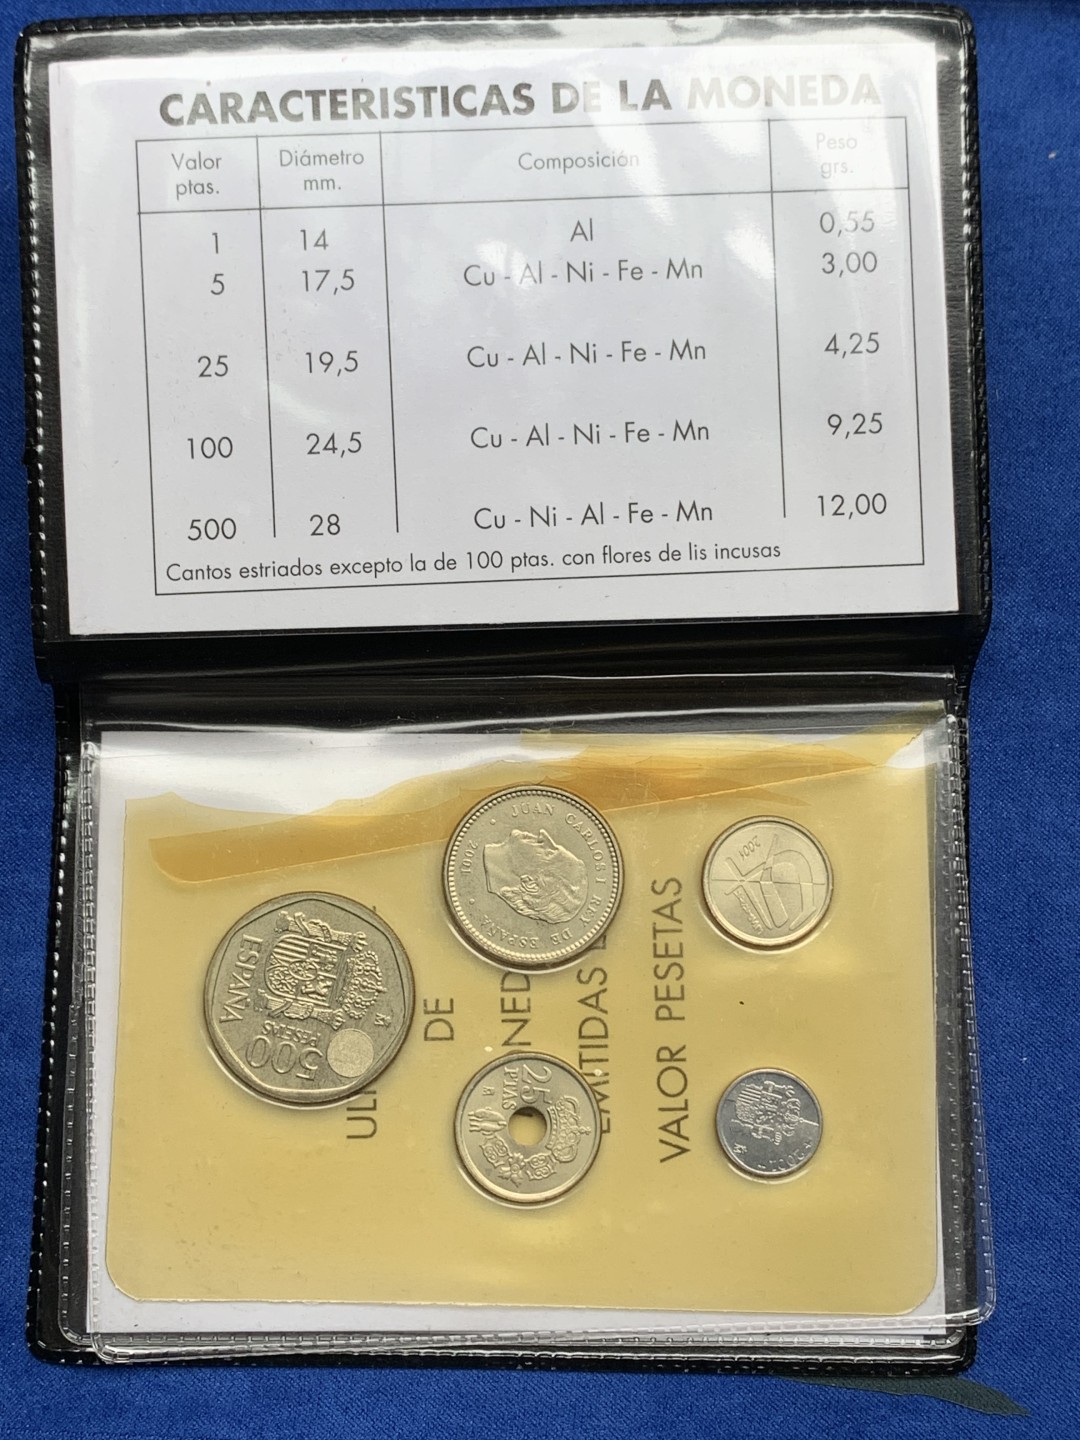 CARACTERISTICAS DE LA MONEDA
Valor ptas. Diámetro mm. Composición Peso grs.
1 14 Al 0,55
5 17,5 Cu - Al - Ni - Fe - Mn 3,00
25 19,5 Cu - Al - Ni - Fe - Mn 4,25
100 24,5 Cu - Al - Ni - Fe - Mn 9,25
500 28 Cu - Ni - Al - Fe - Mn 12,00
Cantos estriados excepto la de 100 ptas. con flores de lis incusas
DE
EMITIDAS
VALOR PESETAS
ESPAÑA
500
PESETAS
M
JUAN CARLOS I REY DE ESPAÑA
2001
2001
25
PTAS
M
2001
M